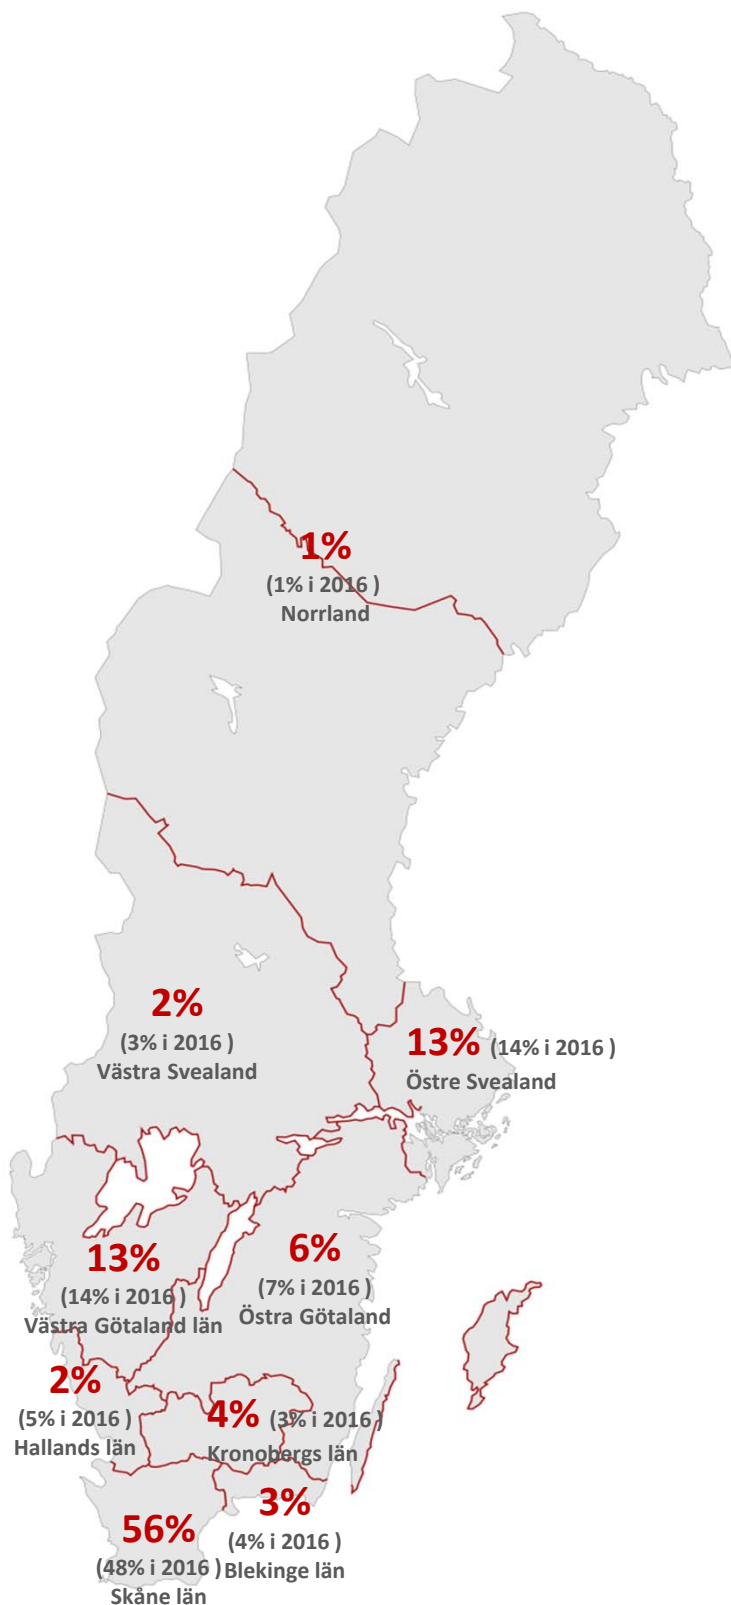 1%
(1% i 2016 )
Norrland
2%
(3% i 2016 )
Västra Svealand
13% (14% i 2016 )
Östre Svealand
13%
(14% i 2016 )
Västra Götaland län
6%
(7% i 2016 )
Östra Götaland
2%
(5% i 2016 )
Hallands län
4% (3% i 2016 )
Kronobergs län
3%
(4% i 2016 )
Blekinge län
56%
(48% i 2016 )
Skåne län